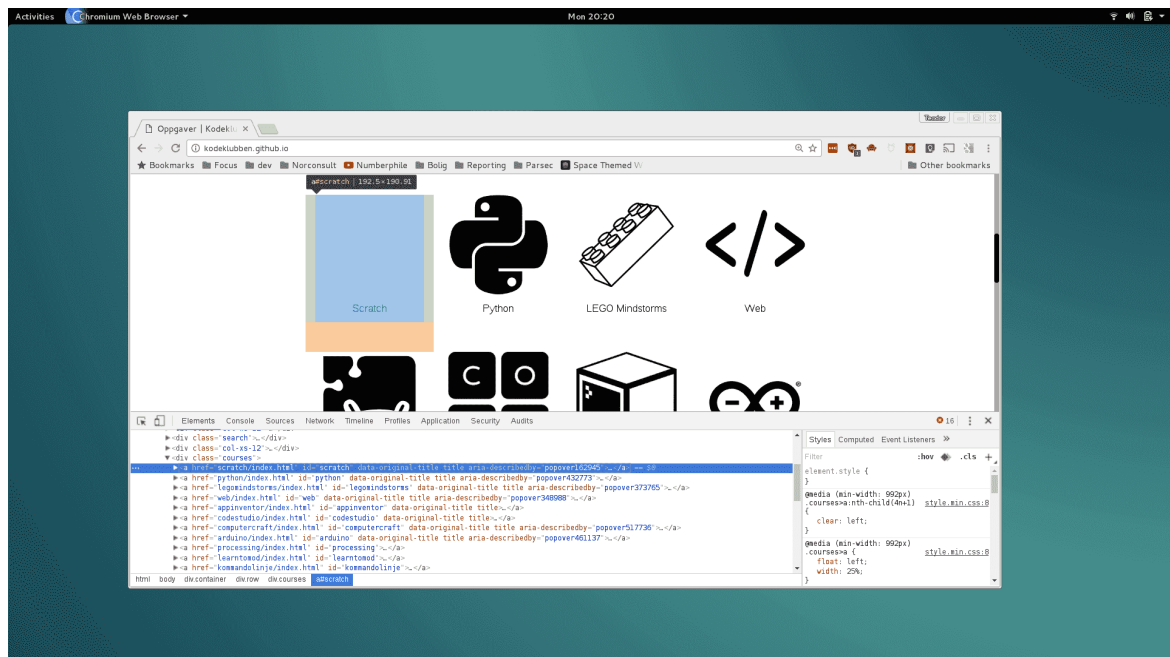 Activities Chromium Web Browser Mon 20:20
Oppgaver | Kodeklu
kodeklubben.github.io
Bookmarks Focus dev Norconsult Numberphile Bolig Reporting Parsec Space Themed W Other bookmarks
a#scratch | 192.5×190.91
Scratch Python LEGO Mindstorms Web
C O
Elements Console Sources Network Timeline Profiles Application Security Audits 16
<div class="search">…</div>
<div class="col-xs-12">…</div>
<div class="courses">
<a href="scratch/index.html" id="scratch" data-original-title title aria-describedby="popover162945">…</a> == $0
<a href="python/index.html" id="python" data-original-title title aria-describedby="popover432773">…</a>
<a href="legomindstorms/index.html" id="legomindstorms" data-original-title title aria-describedby="popover373765">…</a>
<a href="web/index.html" id="web" data-original-title title aria-describedby="popover348988">…</a>
<a href="appinventor/index.html" id="appinventor" data-original-title title>…</a>
<a href="codestudio/index.html" id="codestudio" data-original-title title>…</a>
<a href="computercraft/index.html" id="computercraft" data-original-title title aria-describedby="popover517736">…</a>
<a href="arduino/index.html" id="arduino" data-original-title title aria-describedby="popover461137">…</a>
<a href="processing/index.html" id="processing">…</a>
<a href="learntomod/index.html" id="learntomod">…</a>
<a href="kommandolinje/index.html" id="kommandolinje">…</a>
html body div.container div.row div.courses a#scratch
Styles Computed Event Listeners »
Filter :hov .cls +
element.style {
}
@media (min-width: 992px)
.courses>a:nth-child(4n+1) style.min.css:8
{
clear: left;
}
@media (min-width: 992px)
.courses>a { style.min.css:8
float: left;
width: 25%;
}